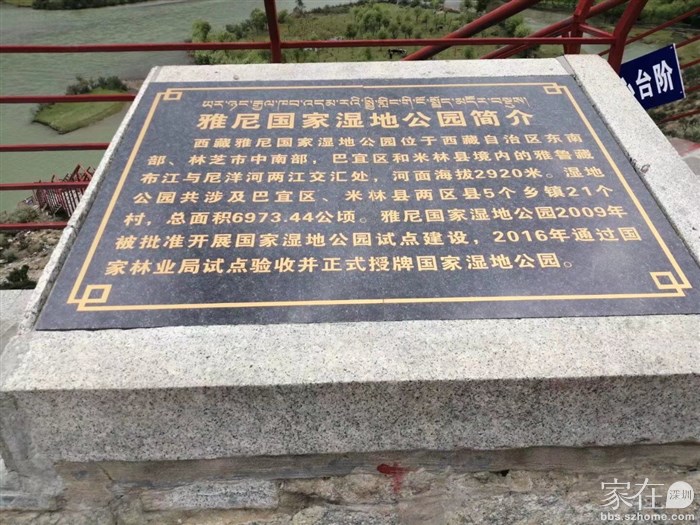 ཡར་ཉང་རྒྱལ་ཁབ་འདམ་རའི་སྤྱི་གླིང་ངོ་སྤྲོད་མདོར་བསྡུས།
雅尼国家湿地公园简介
西藏雅尼国家湿地公园位于西藏自治区东南
部、林芝市中南部，巴宜区和米林县境内的雅鲁藏
布江与尼洋河两江交汇处，河面海拔2920米。湿地
公园共涉及巴宜区、米林县两区县5个乡镇21个
村，总面积6973.44公顷。雅尼国家湿地公园2009年
被批准开展国家湿地公园试点建设，2016年通过国
家林业局试点验收并正式授牌国家湿地公园。
台阶
家在深圳
bbs.szhome.com